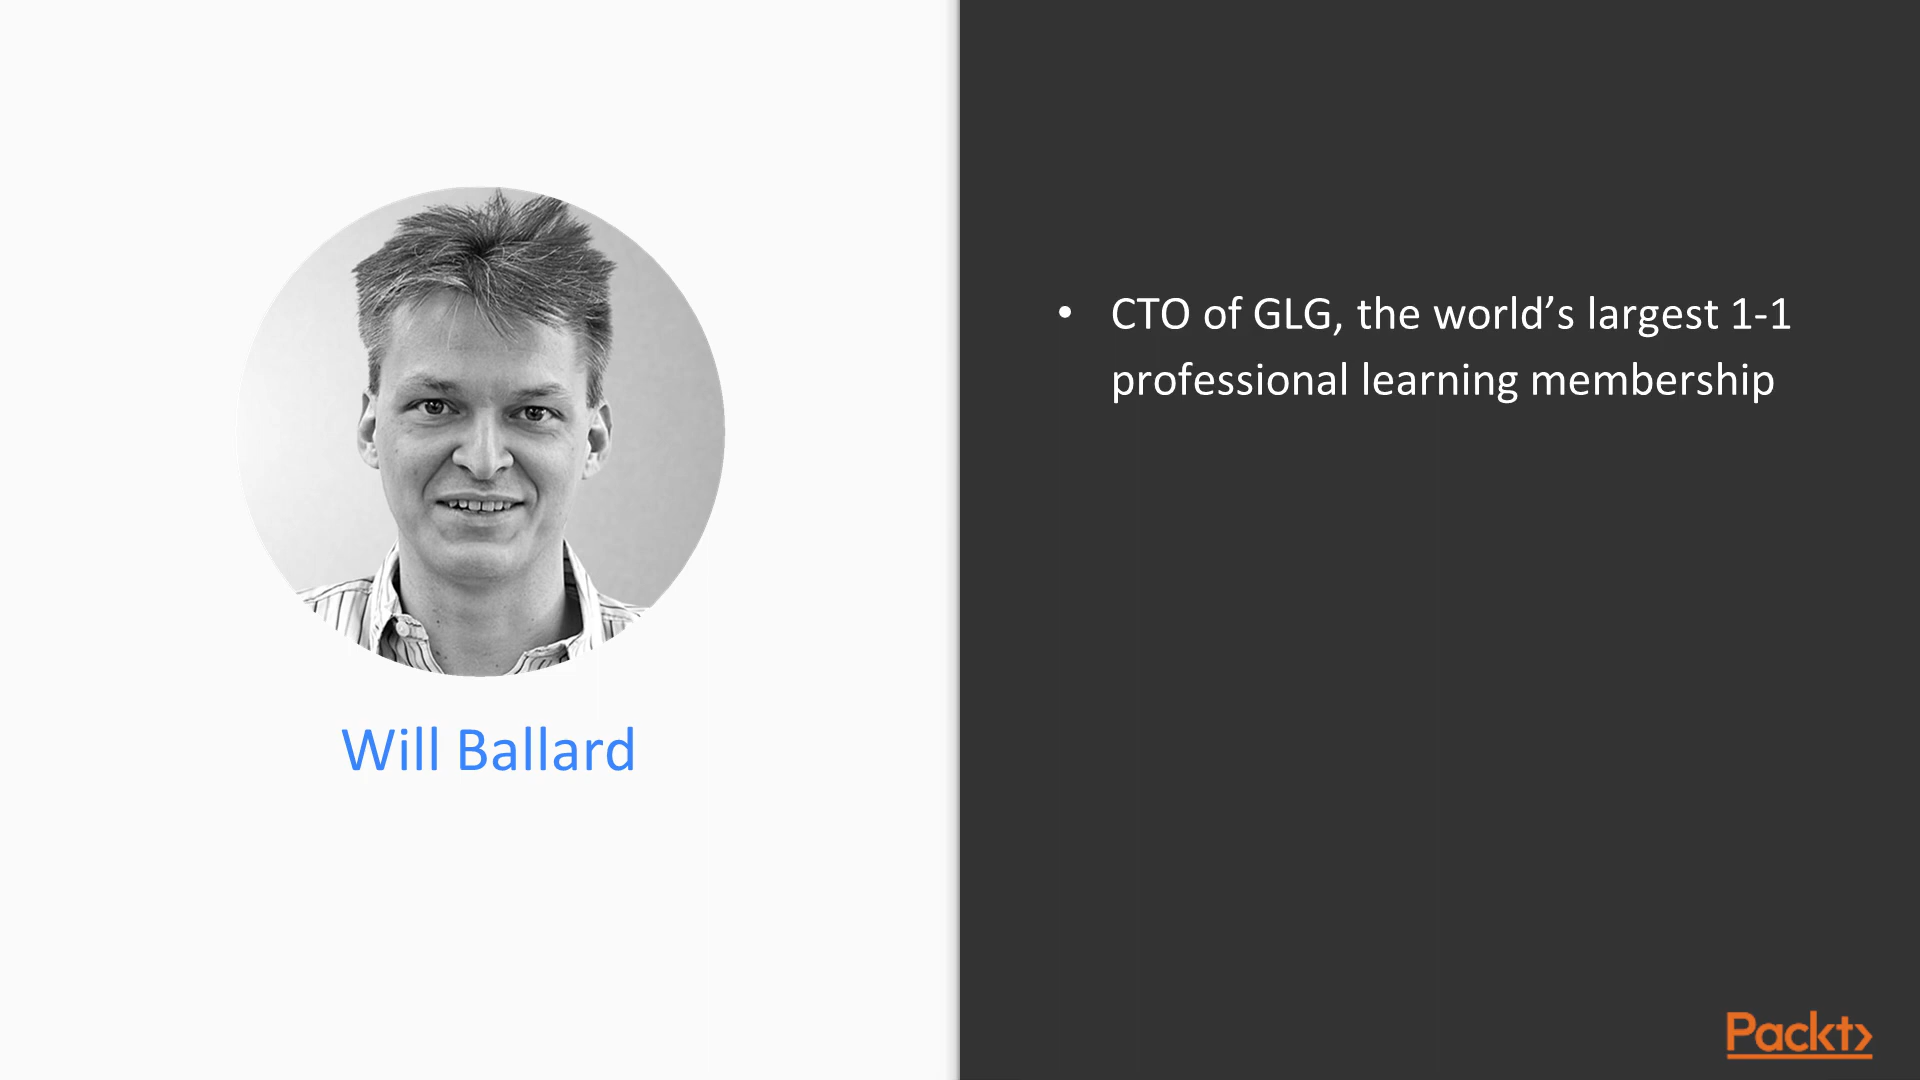 Will Ballard
• CTO of GLG, the world’s largest 1-1
professional learning membership
Packt>